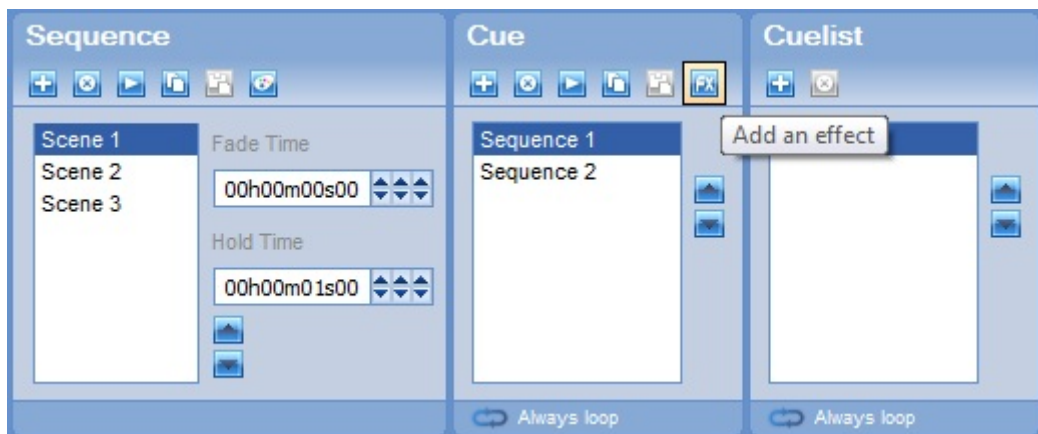 Sequence
Scene 1
Scene 2
Scene 3
Fade Time
00h00m00s00
Hold Time
00h00m01s00
Cue
FX
Sequence 1
Sequence 2
Always loop
Cuelist
Add an effect
Always loop